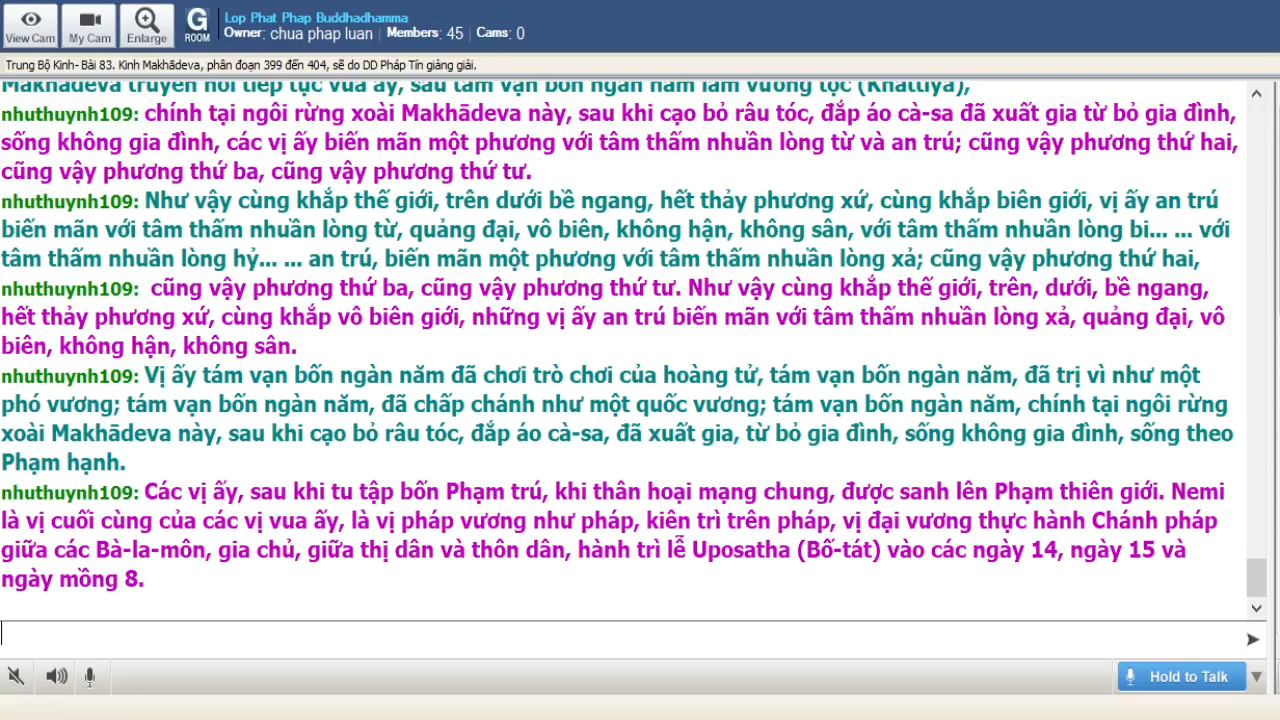 View Cam
My Cam
Enlarge
G
ROOM
Lop Phat Phap Buddhadhamma
Owner: chua phap luan | Members: 45 | Cams: 0
Trung Bộ Kinh- Bài 83. Kinh Makhādeva, phân đoạn 399 đến 404, sẽ do DD Pháp Tín giảng giải.
Makhādeva truyền nối tiếp tục vua ấy, sau tám vạn bốn ngàn năm làm vương tộc (Khattiya),
nhuthuynh109: chính tại ngôi rừng xoài Makhādeva này, sau khi cạo bỏ râu tóc, đắp áo cà-sa đã xuất gia từ bỏ gia đình,
sống không gia đình, các vị ấy biến mãn một phương với tâm thấm nhuần lòng từ và an trú; cũng vậy phương thứ hai,
cũng vậy phương thứ ba, cũng vậy phương thứ tư.
nhuthuynh109: Như vậy cùng khắp thế giới, trên dưới bề ngang, hết thảy phương xứ, cùng khắp biên giới, vị ấy an trú
biến mãn với tâm thấm nhuần lòng từ, quảng đại, vô biên, không hận, không sân, với tâm thấm nhuần lòng bi... ... với
tâm thấm nhuần lòng hỷ... ... an trú, biến mãn một phương với tâm thấm nhuần lòng xả; cũng vậy phương thứ hai,
nhuthuynh109: cũng vậy phương thứ ba, cũng vậy phương thứ tư. Như vậy cùng khắp thế giới, trên, dưới, bề ngang,
hết thảy phương xứ, cùng khắp vô biên giới, những vị ấy an trú biến mãn với tâm thấm nhuần lòng xả, quảng đại, vô
biên, không hận, không sân.
nhuthuynh109: Vị ấy tám vạn bốn ngàn năm đã chơi trò chơi của hoàng tử, tám vạn bốn ngàn năm, đã trị vì như một
phó vương; tám vạn bốn ngàn năm, đã chấp chánh như một quốc vương; tám vạn bốn ngàn năm, chính tại ngôi rừng
xoài Makhādeva này, sau khi cạo bỏ râu tóc, đắp áo cà-sa, đã xuất gia, từ bỏ gia đình, sống không gia đình, sống theo
Phạm hạnh.
nhuthuynh109: Các vị ấy, sau khi tu tập bốn Phạm trú, khi thân hoại mạng chung, được sanh lên Phạm thiên giới. Nemi
là vị cuối cùng của các vị vua ấy, là vị pháp vương như pháp, kiên trì trên pháp, vị đại vương thực hành Chánh pháp
giữa các Bà-la-môn, gia chủ, giữa thị dân và thôn dân, hành trì lễ Uposatha (Bố-tát) vào các ngày 14, ngày 15 và
ngày mồng 8.
Hold to Talk